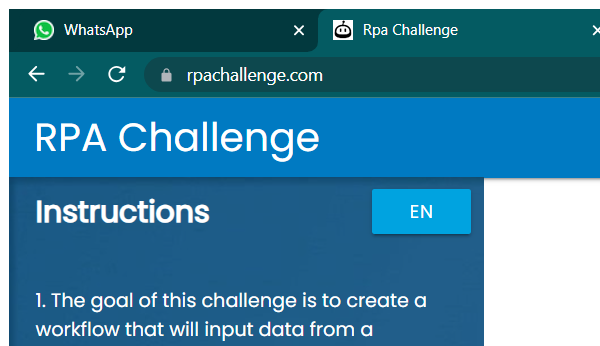 WhatsApp
Rpa Challenge
rpachallenge.com
RPA Challenge
Instructions
EN
1. The goal of this challenge is to create a
workflow that will input data from a